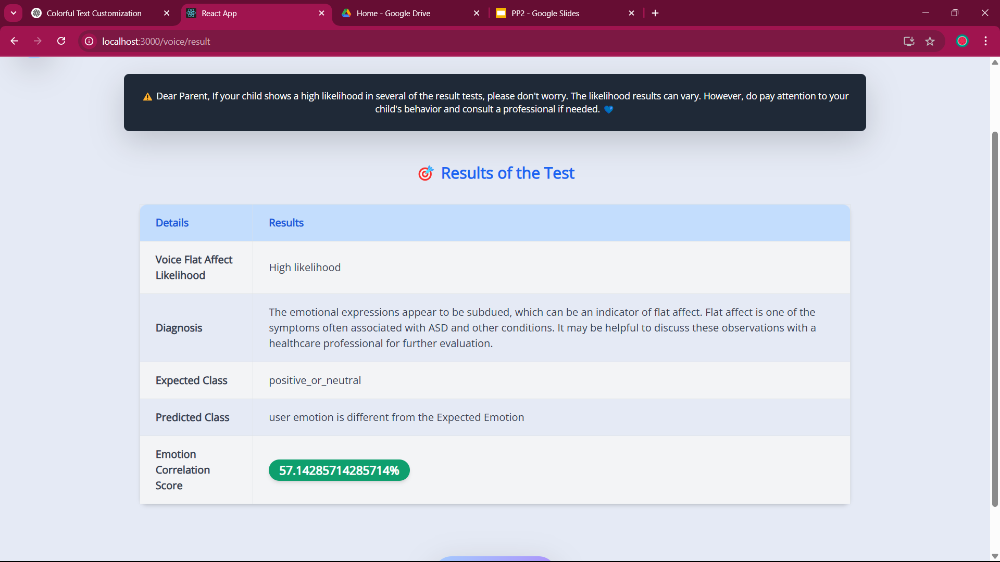 Colorful Text Customization
React App
Home - Google Drive
PP2 - Google Slides
localhost:3000/voice/result
⚠️ Dear Parent, If your child shows a high likelihood in several of the result tests, please don't worry. The likelihood results can vary. However, do pay attention to your
child's behavior and consult a professional if needed. 💙
🎯 Results of the Test
Details
Results
Voice Flat Affect
Likelihood
High likelihood
Diagnosis
The emotional expressions appear to be subdued, which can be an indicator of flat affect. Flat affect is one of the
symptoms often associated with ASD and other conditions. It may be helpful to discuss these observations with a
healthcare professional for further evaluation.
Expected Class
positive_or_neutral
Predicted Class
user emotion is different from the Expected Emotion
Emotion
Correlation
Score
57.14285714285714%